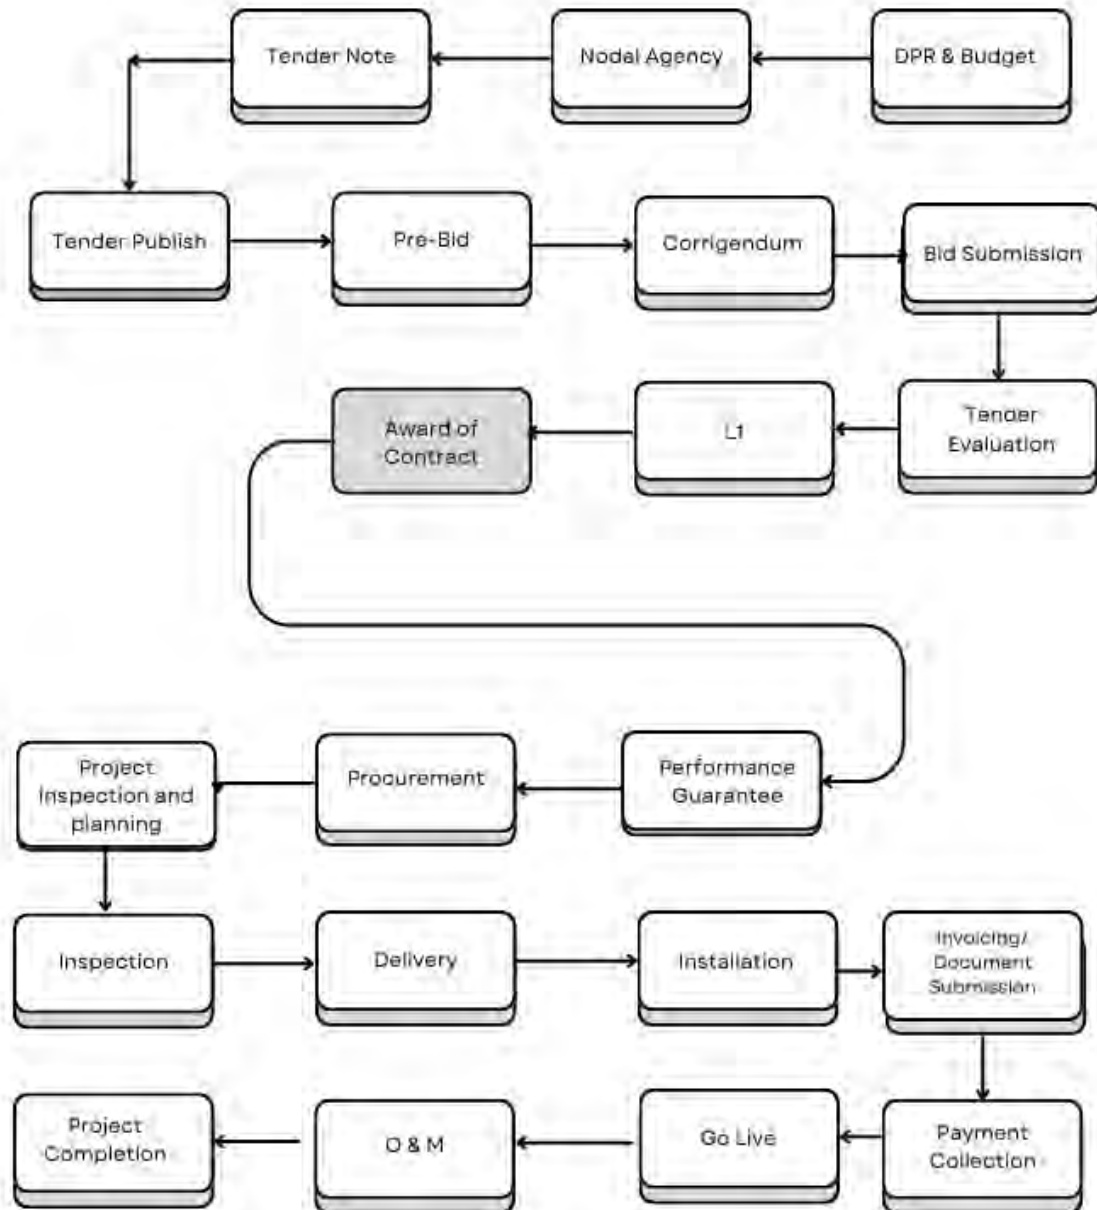 Tender Note
Nodal Agency
DPR & Budget
Tender Publish
Pre-Bid
Corrigendum
Bid Submission
Award of
Contract
L1
Tender
Evaluation
Project
Inspection and
planning
Procurement
Performance
Guarantee
Inspection
Delivery
Installation
Invoicing/
Document
Submission
Project
Completion
O & M
Go Live
Payment
Collection